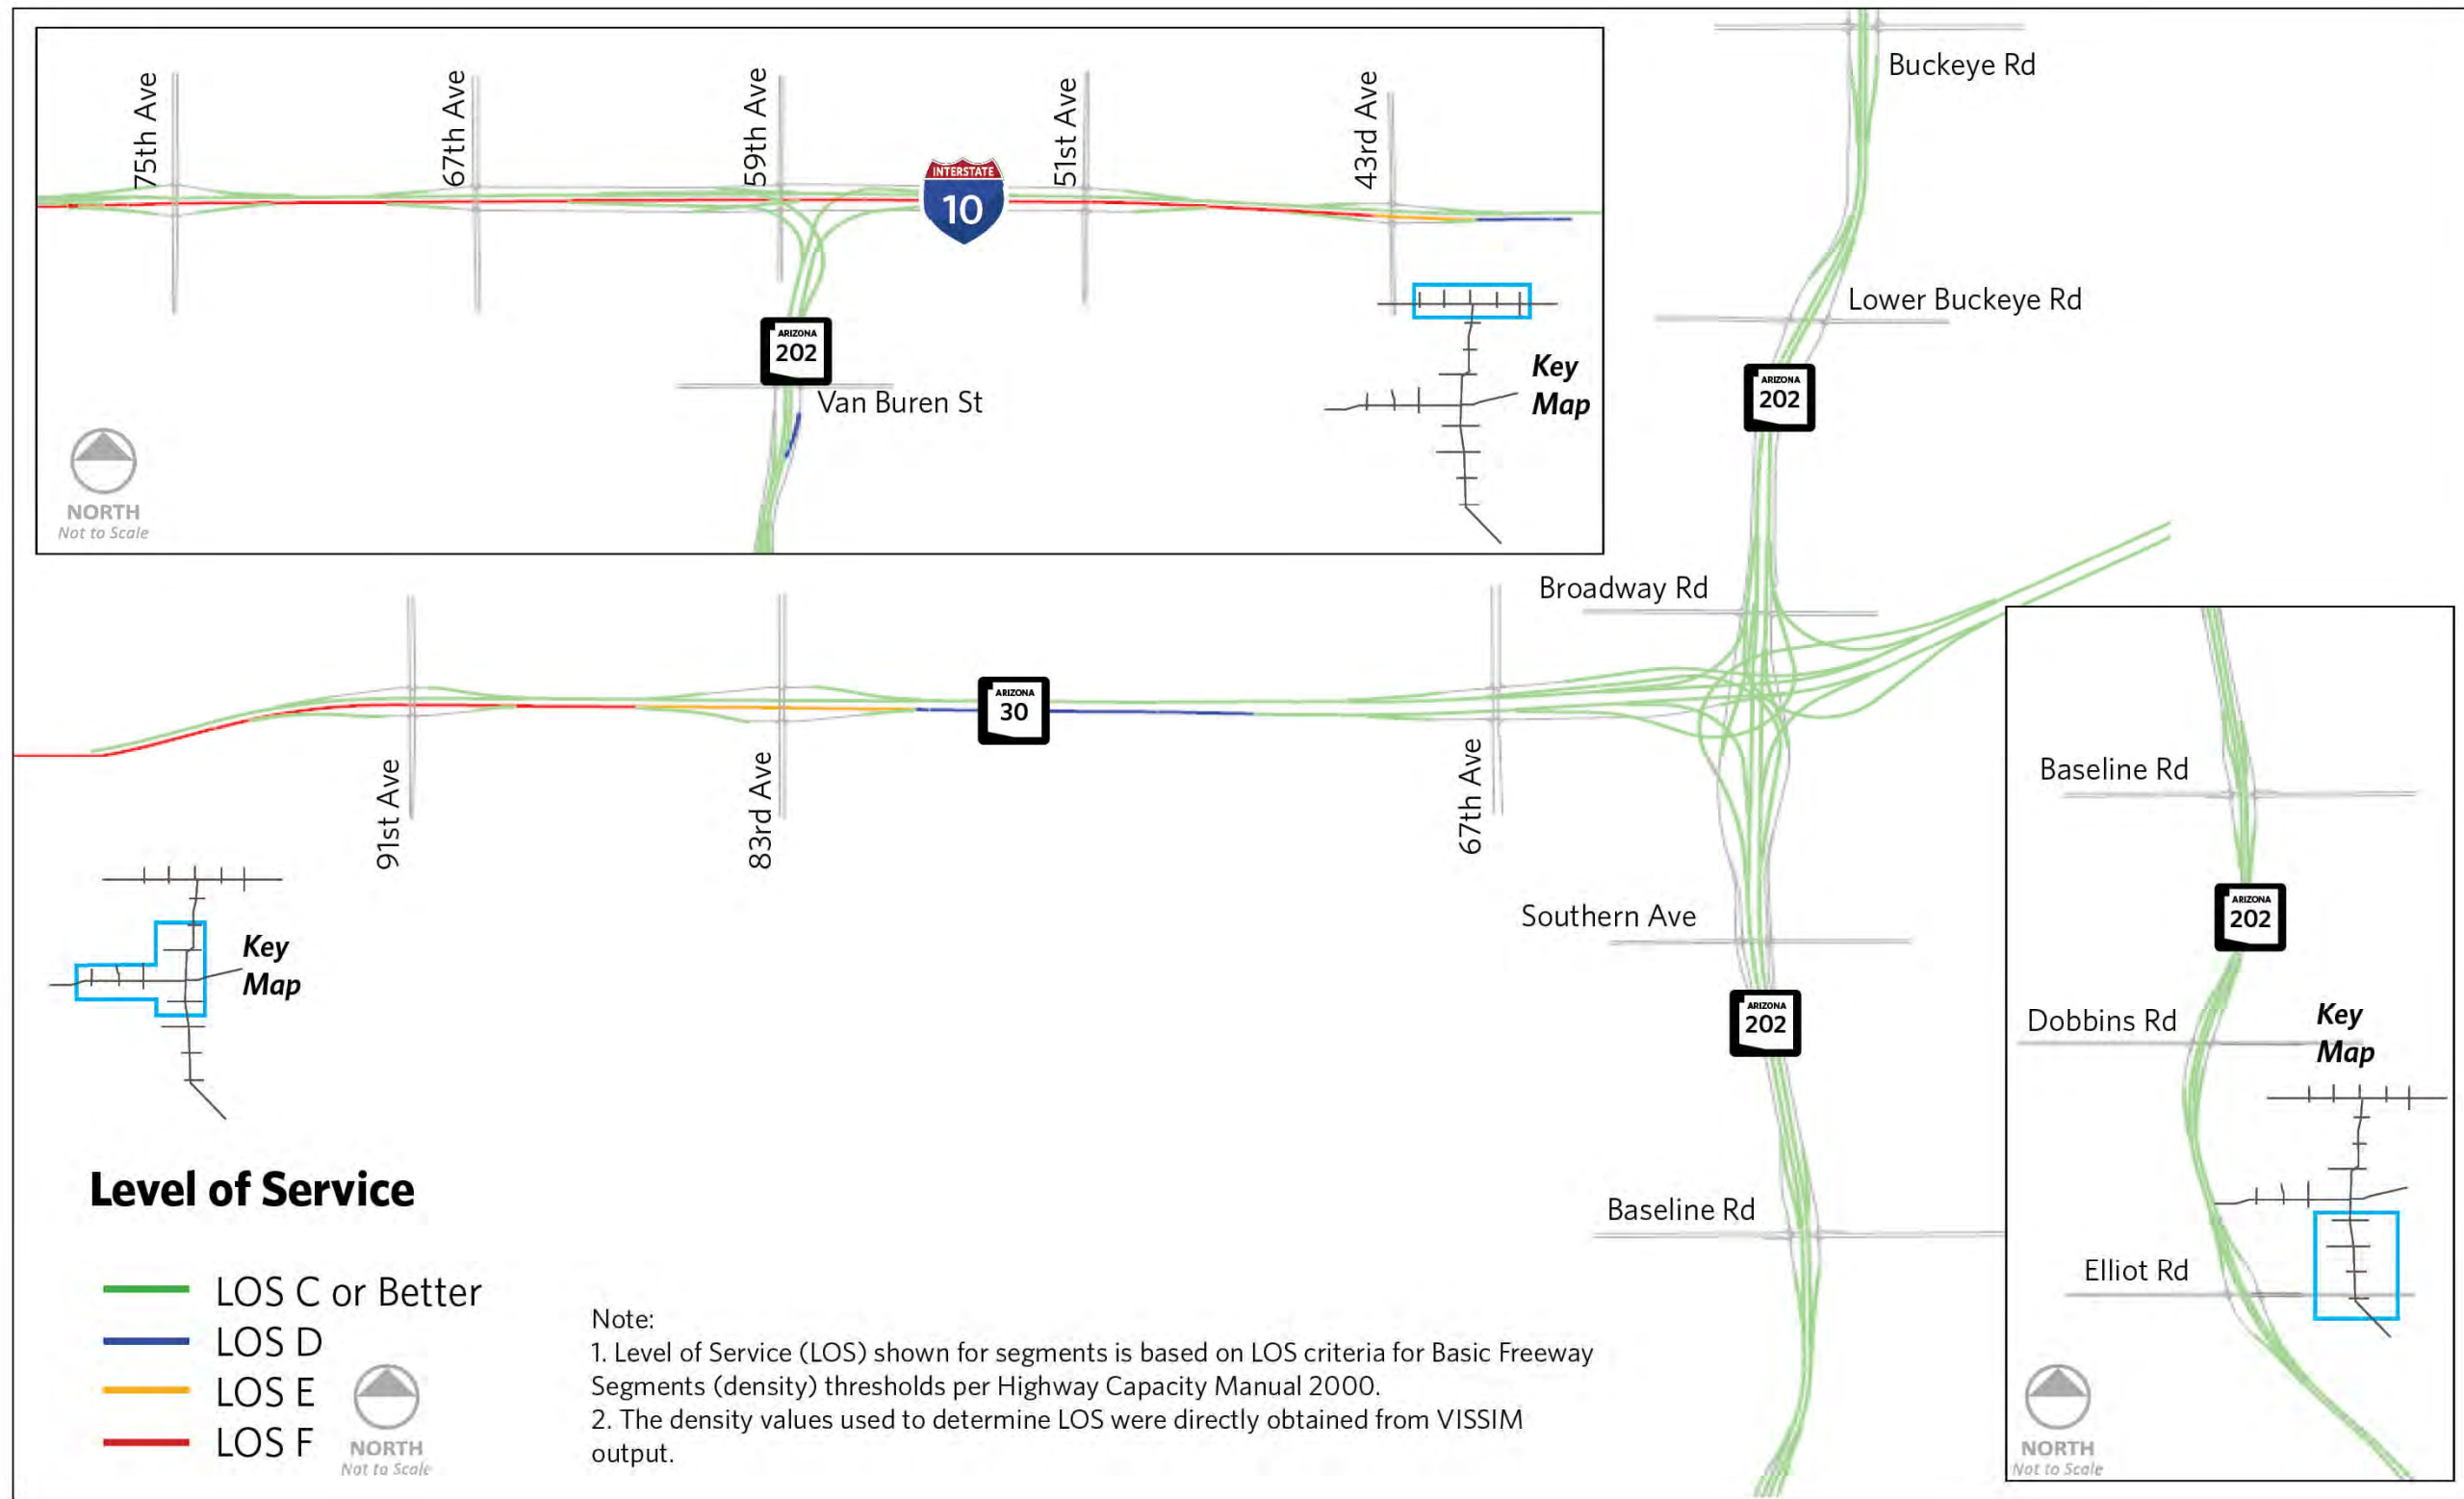 75th Ave
67th Ave
59th Ave
51st Ave
43rd Ave
INTERSTATE
10
ARIZONA
202
Van Buren St
Key
Map
NORTH
Not to Scale
Buckeye Rd
Lower Buckeye Rd
ARIZONA
202
Broadway Rd
ARIZONA
30
91st Ave
83rd Ave
67th Ave
Southern Ave
ARIZONA
202
Baseline Rd
Key
Map
Baseline Rd
ARIZONA
202
Dobbins Rd
Key
Map
Elliot Rd
NORTH
Not to Scale
Level of Service
LOS C or Better
LOS D
LOS E
LOS F
NORTH
Not to Scale
Note:
1. Level of Service (LOS) shown for segments is based on LOS criteria for Basic Freeway
Segments (density) thresholds per Highway Capacity Manual 2000.
2. The density values used to determine LOS were directly obtained from VISSIM
output.